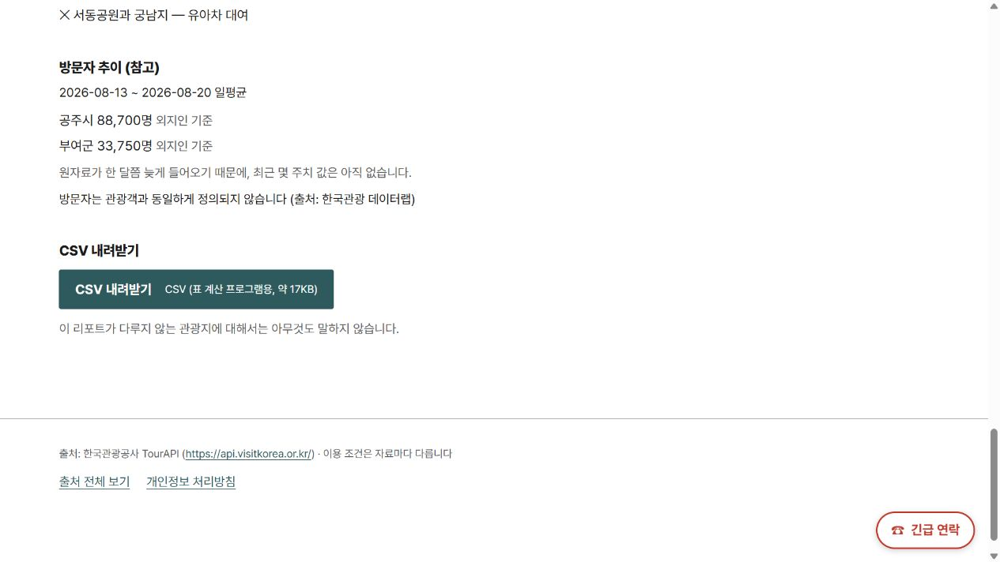 ✕ 서동공원과 궁남지 — 유아차 대여
방문자 추이 (참고)
2026-08-13 ~ 2026-08-20 일평균
공주시 88,700명 외지인 기준
부여군 33,750명 외지인 기준
원자료가 한 달쯤 늦게 들어오기 때문에, 최근 몇 주치 값은 아직 없습니다.
방문자는 관광객과 동일하게 정의되지 않습니다 (출처: 한국관광 데이터랩)
CSV 내려받기
CSV 내려받기 CSV (표 계산 프로그램용, 약 17KB)
이 리포트가 다루지 않는 관광지에 대해서는 아무것도 말하지 않습니다.
출처: 한국관광공사 TourAPI (https://api.visitkorea.or.kr/) · 이용 조건은 자료마다 다릅니다
출처 전체 보기 개인정보 처리방침
☎ 긴급 연락